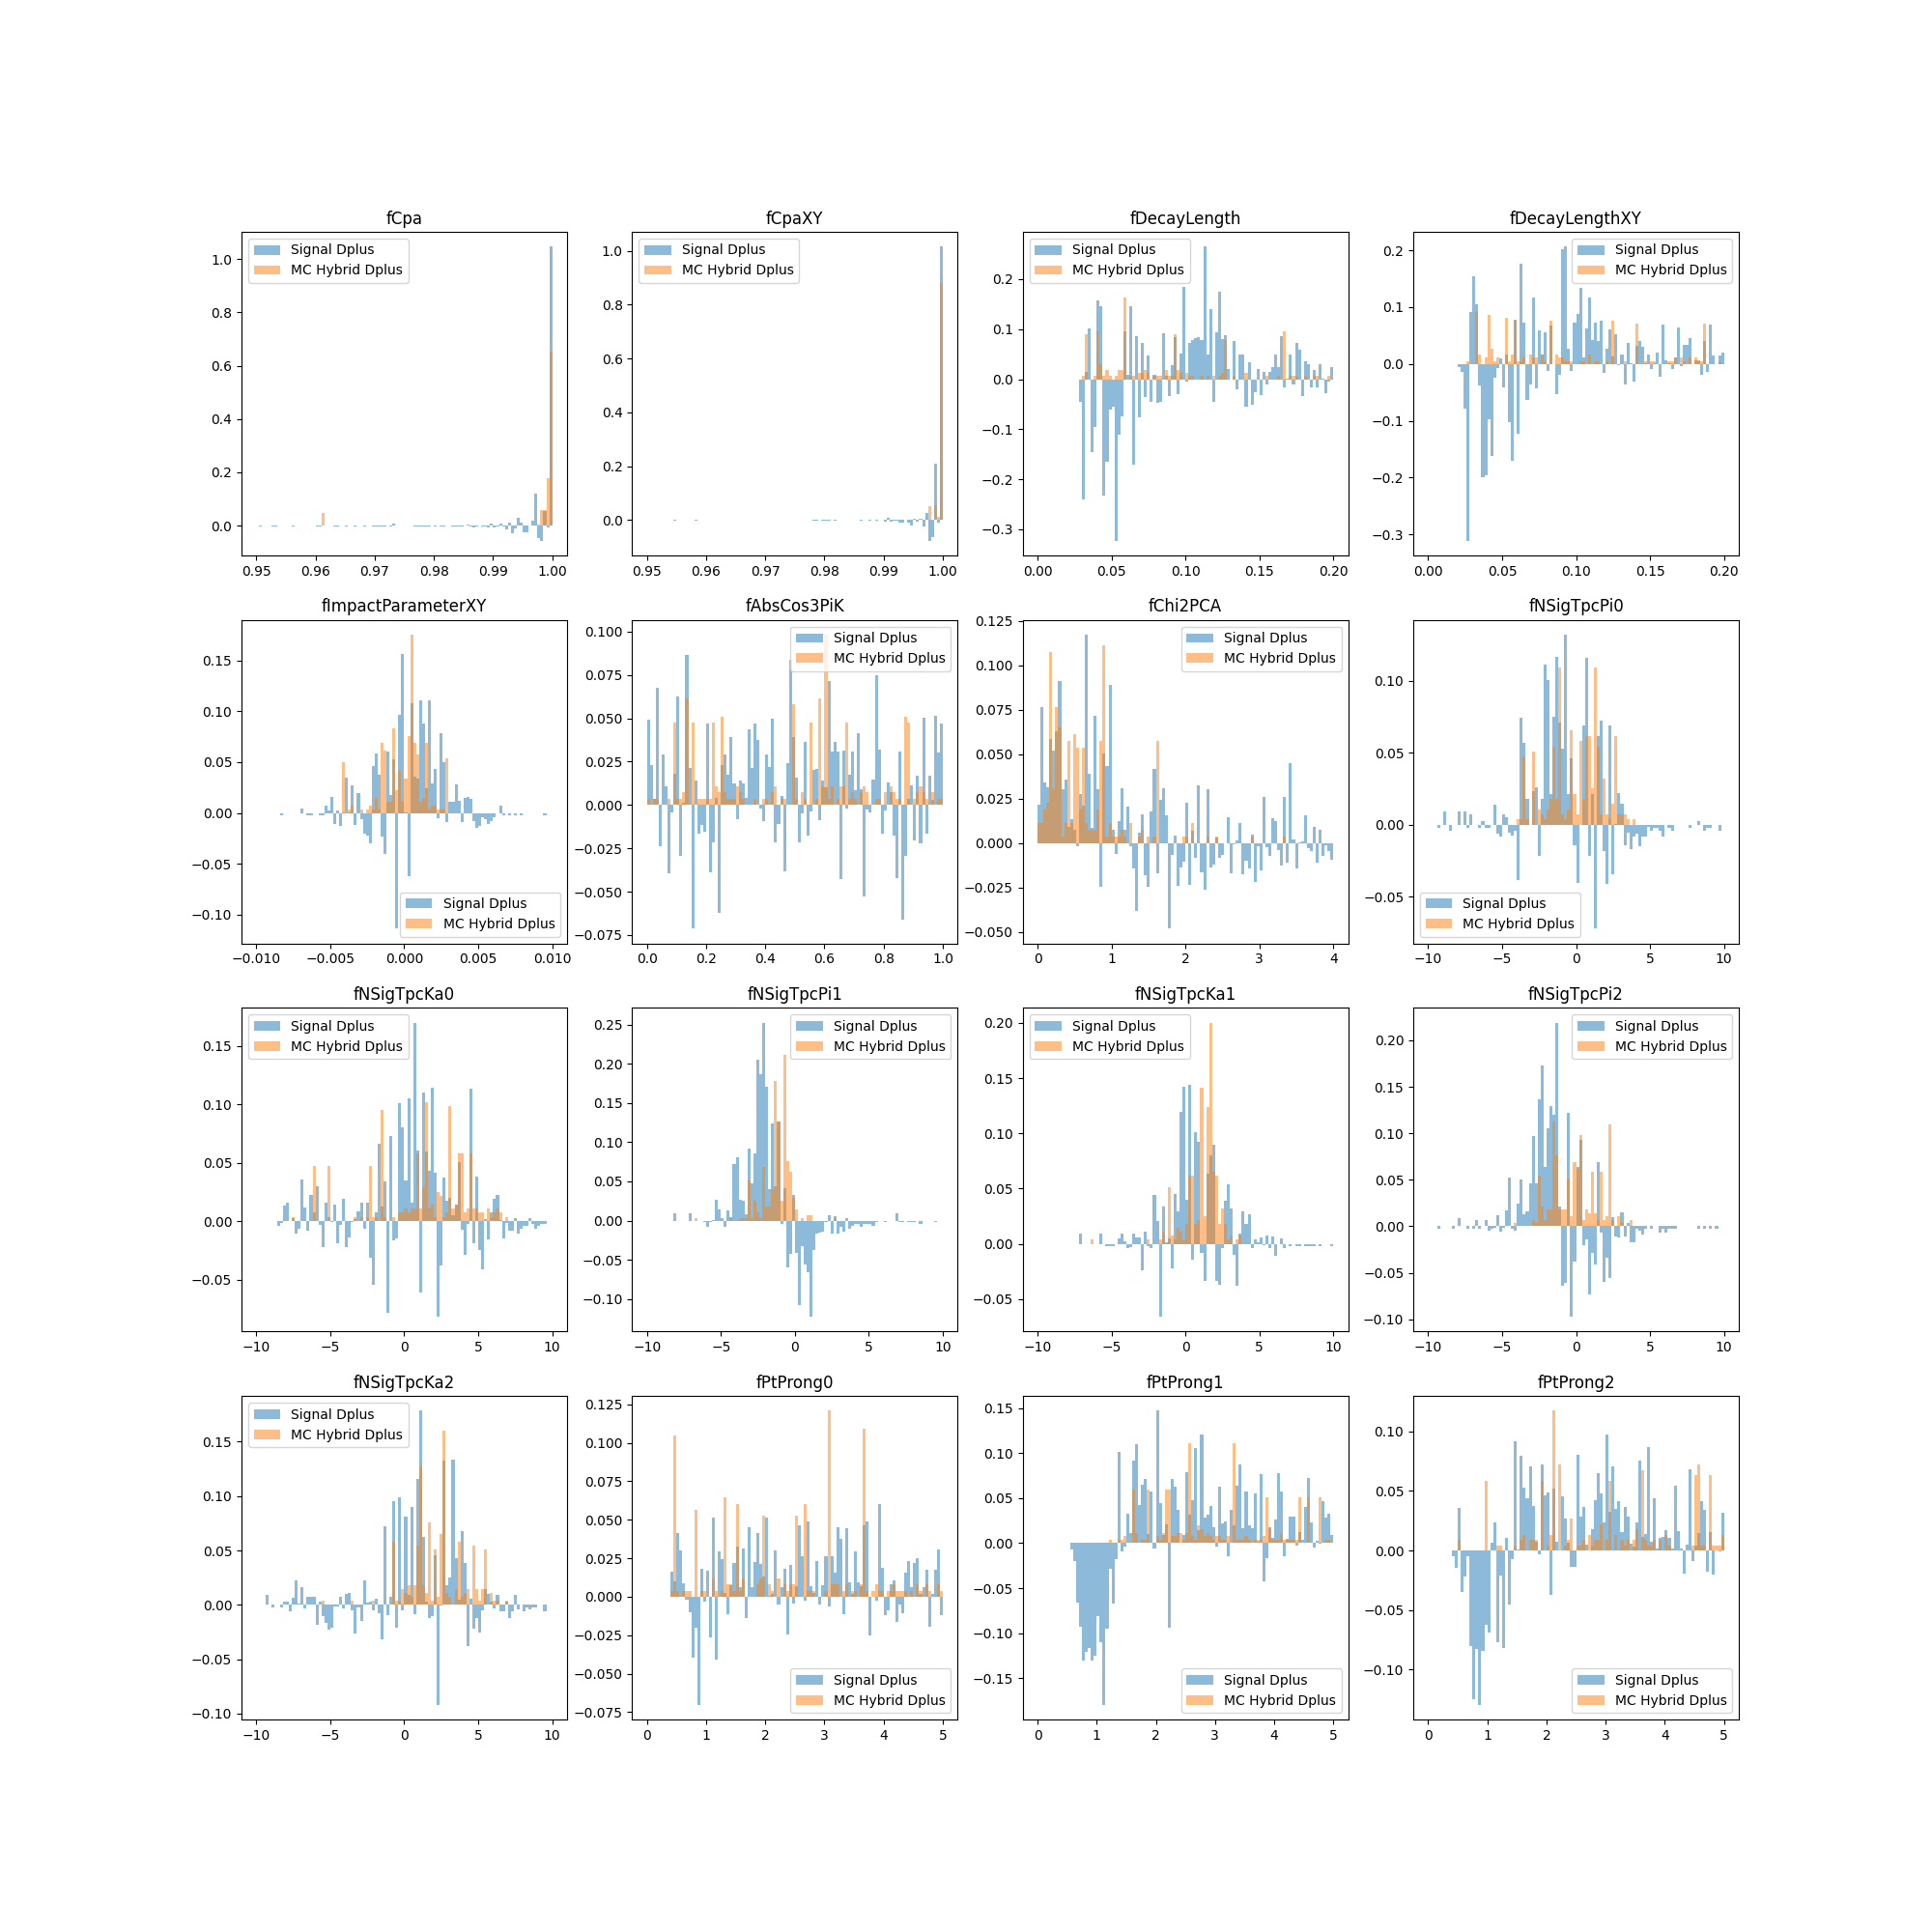 fCpa
Signal Dplus
MC Hybrid Dplus
1.0
0.8
0.6
0.4
0.2
0.0
0.95 0.96 0.97 0.98 0.99 1.00
fCpaXY
Signal Dplus
MC Hybrid Dplus
1.0
0.8
0.6
0.4
0.2
0.0
0.95 0.96 0.97 0.98 0.99 1.00
fDecayLength
Signal Dplus
MC Hybrid Dplus
0.2
0.1
0.0
−0.1
−0.2
−0.3
0.00 0.05 0.10 0.15 0.20
fDecayLengthXY
Signal Dplus
MC Hybrid Dplus
0.2
0.1
0.0
−0.1
−0.2
−0.3
0.00 0.05 0.10 0.15 0.20
fImpactParameterXY
0.15
0.10
0.05
0.00
−0.05
−0.10
Signal Dplus
MC Hybrid Dplus
−0.010 −0.005 0.000 0.005 0.010
fAbsCos3PiK
Signal Dplus
MC Hybrid Dplus
0.100
0.075
0.050
0.025
0.000
−0.025
−0.050
−0.075
0.0 0.2 0.4 0.6 0.8 1.0
fChi2PCA
Signal Dplus
MC Hybrid Dplus
0.125
0.100
0.075
0.050
0.025
0.000
−0.025
−0.050
0 1 2 3 4
fNSigTpcPi0
0.10
0.05
0.00
−0.05
Signal Dplus
MC Hybrid Dplus
−10 −5 0 5 10
fNSigTpcKa0
Signal Dplus
MC Hybrid Dplus
0.15
0.10
0.05
0.00
−0.05
−10 −5 0 5 10
fNSigTpcPi1
Signal Dplus
MC Hybrid Dplus
0.25
0.20
0.15
0.10
0.05
0.00
−0.05
−0.10
−10 −5 0 5 10
fNSigTpcKa1
Signal Dplus
MC Hybrid Dplus
0.20
0.15
0.10
0.05
0.00
−0.05
−10 −5 0 5 10
fNSigTpcPi2
Signal Dplus
MC Hybrid Dplus
0.20
0.15
0.10
0.05
0.00
−0.05
−0.10
−10 −5 0 5 10
fNSigTpcKa2
Signal Dplus
MC Hybrid Dplus
0.15
0.10
0.05
0.00
−0.05
−0.10
−10 −5 0 5 10
fPtProng0
0.125
0.100
0.075
0.050
0.025
0.000
−0.025
−0.050
−0.075
Signal Dplus
MC Hybrid Dplus
0 1 2 3 4 5
fPtProng1
0.15
0.10
0.05
0.00
−0.05
−0.10
−0.15
Signal Dplus
MC Hybrid Dplus
0 1 2 3 4 5
fPtProng2
0.10
0.05
0.00
−0.05
−0.10
Signal Dplus
MC Hybrid Dplus
0 1 2 3 4 5